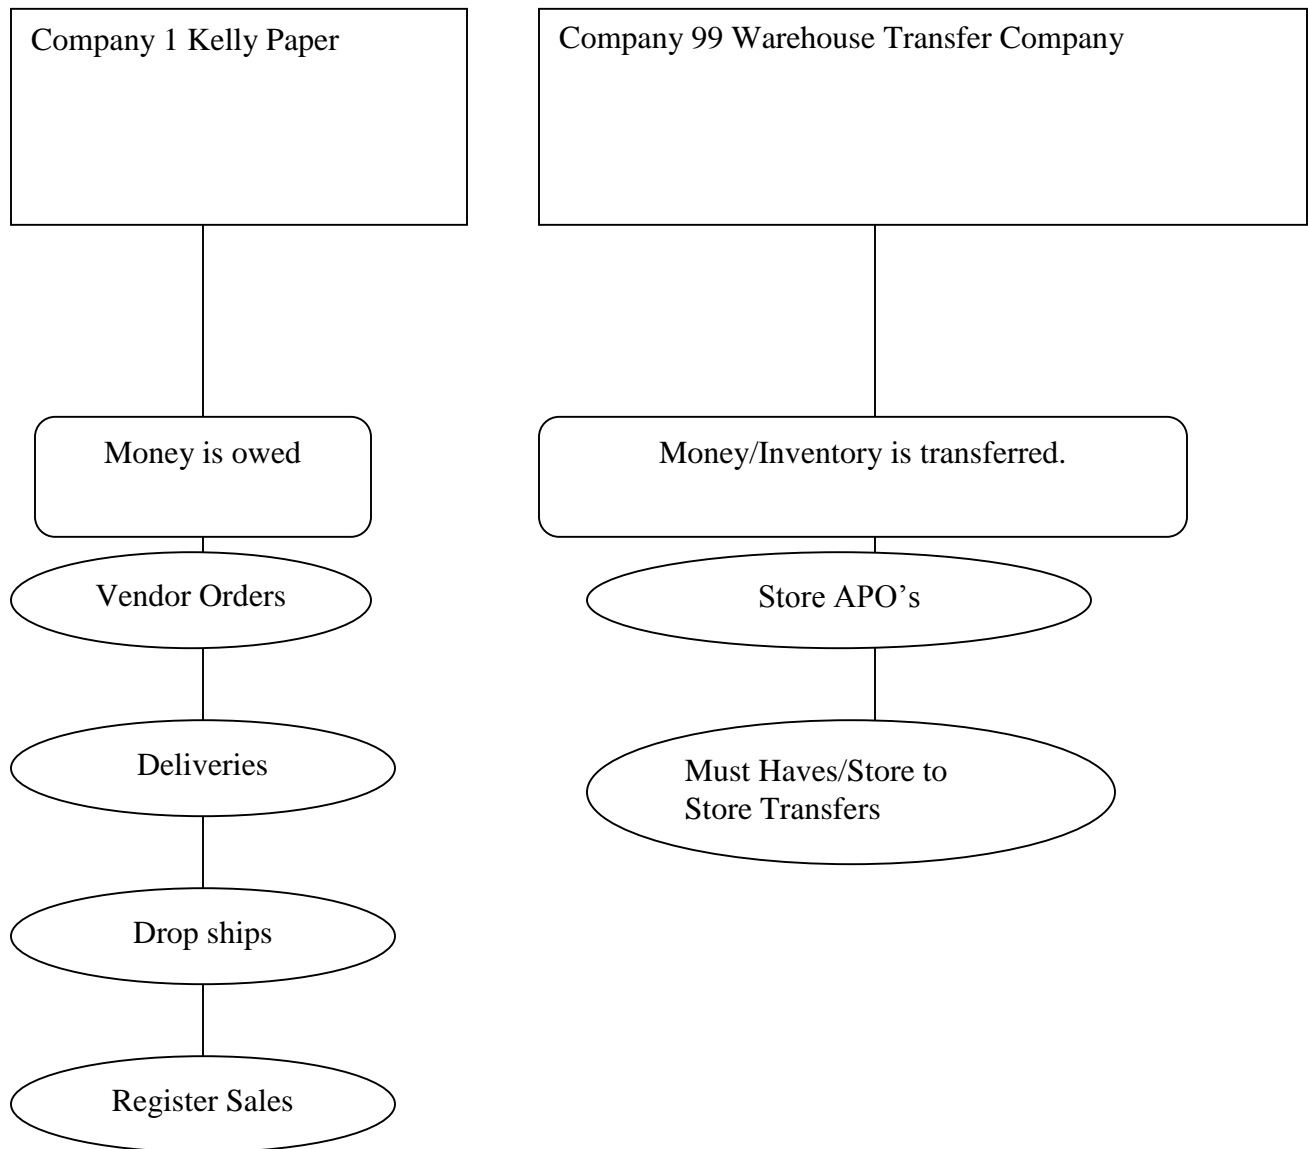 Company 1 Kelly Paper
Company 99 Warehouse Transfer Company
Money is owed
Money/Inventory is transferred.
Vendor Orders
Store APO’s
Deliveries
Must Haves/Store to
Store Transfers
Drop ships
Register Sales